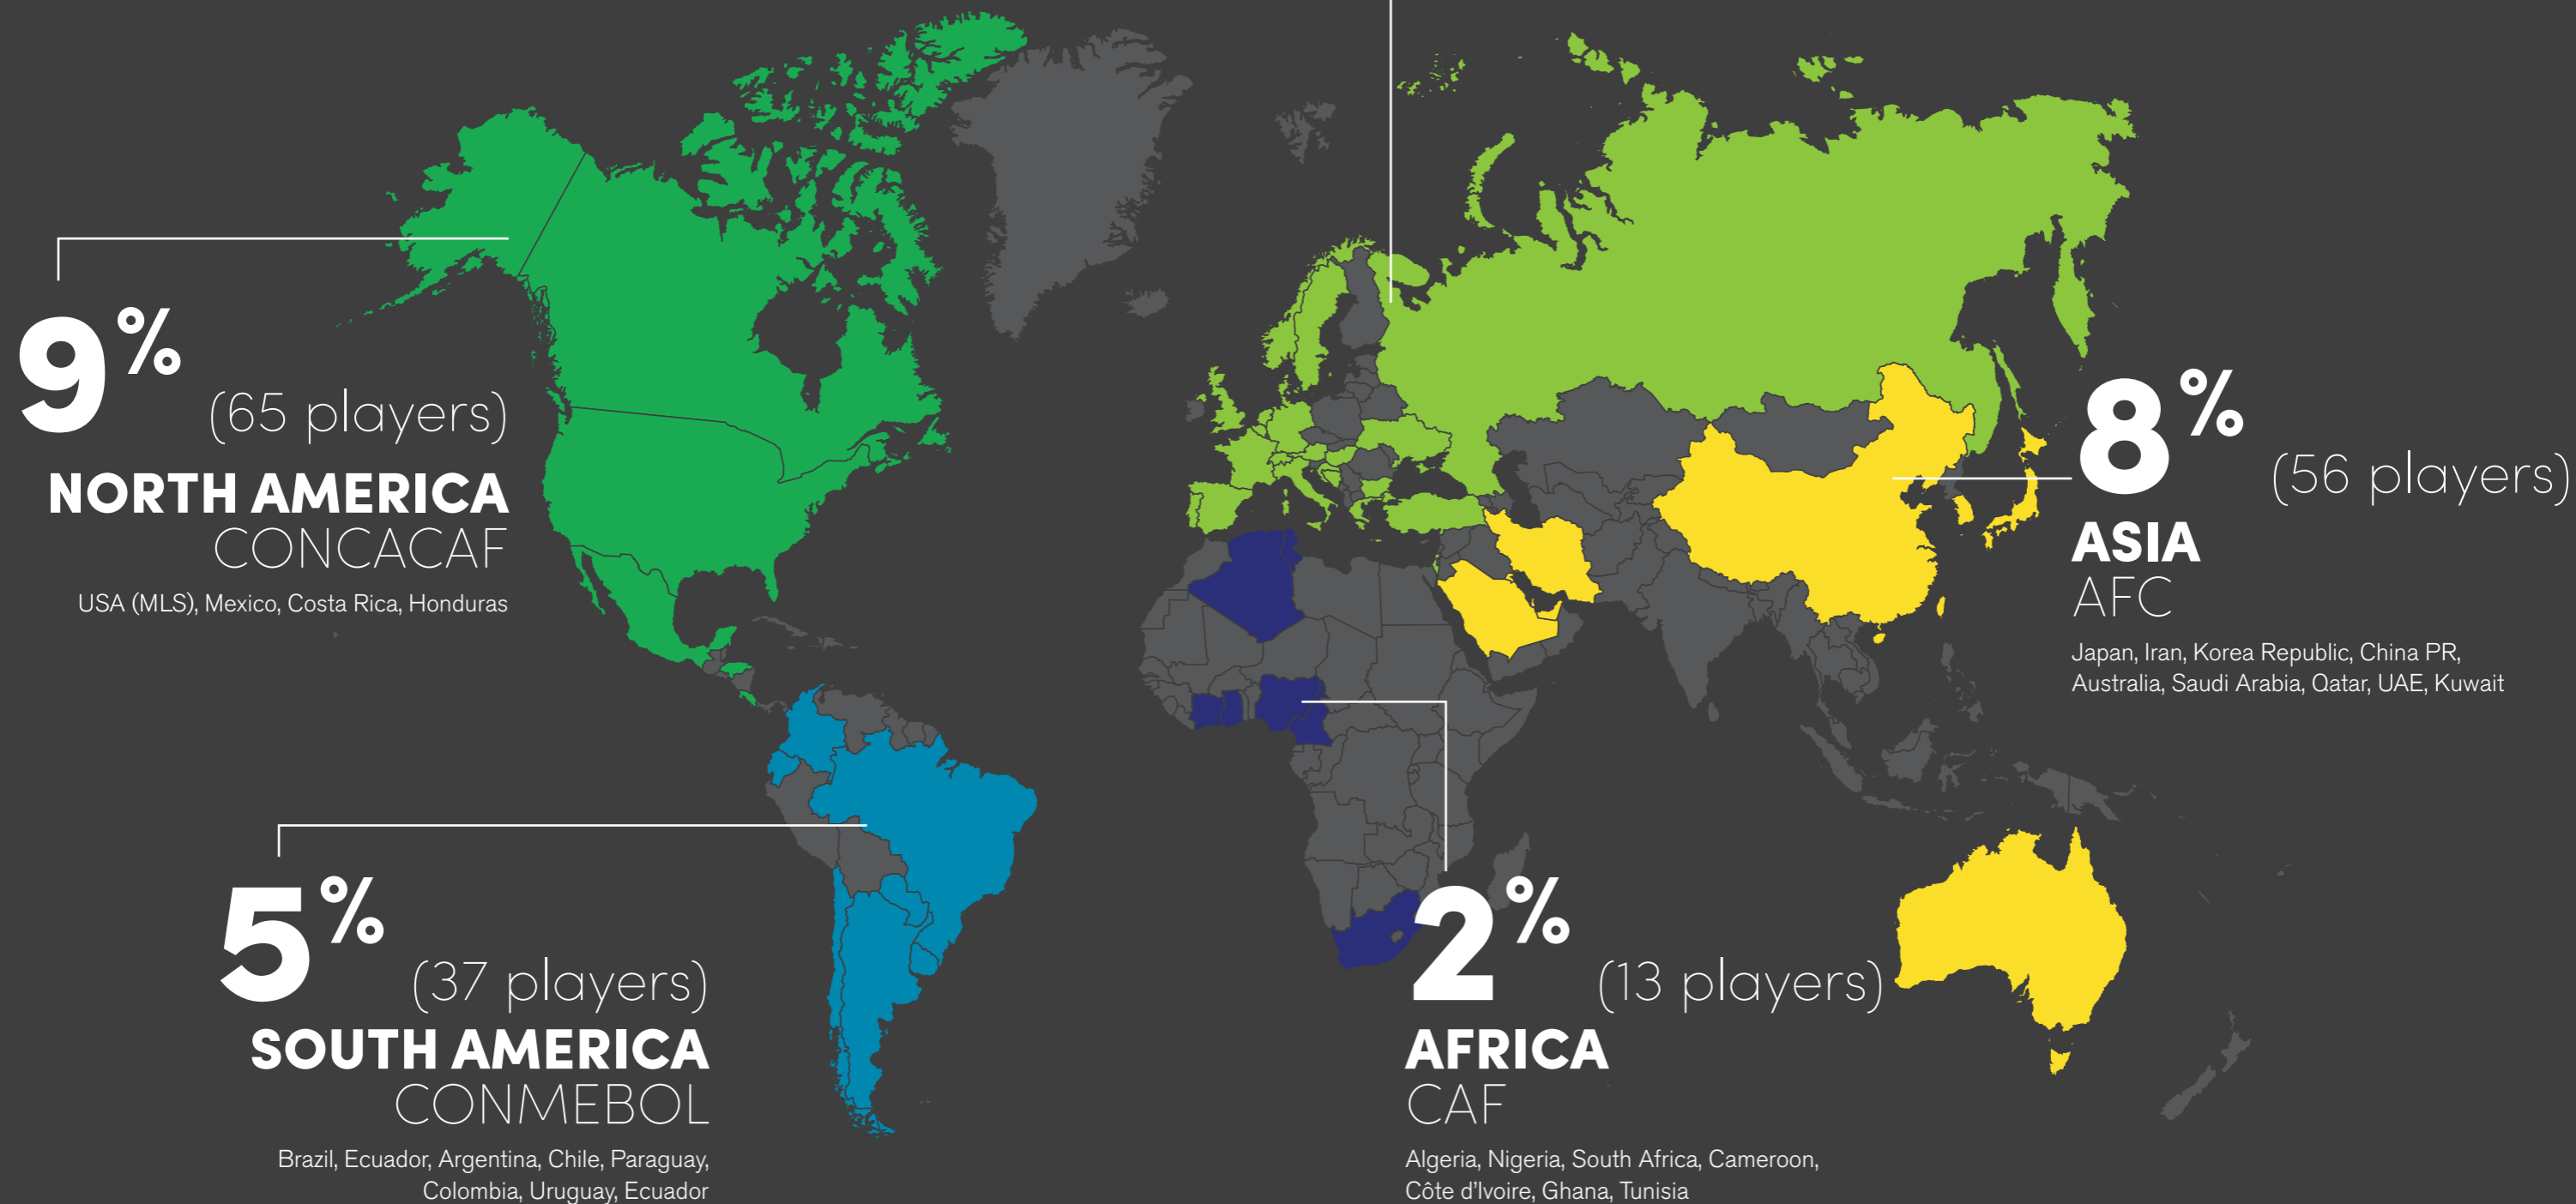 9%
(65 players)
NORTH AMERICA
CONCACAF
USA (MLS), Mexico, Costa Rica, Honduras
8%
(56 players)
ASIA
AFC
Japan, Iran, Korea Republic, China PR,
Australia, Saudi Arabia, Qatar, UAE, Kuwait
5%
(37 players)
SOUTH AMERICA
CONMEBOL
Brazil, Ecuador, Argentina, Chile, Paraguay,
Colombia, Uruguay, Ecuador
2%
(13 players)
AFRICA
CAF
Algeria, Nigeria, South Africa, Cameroon,
Côte d'Ivoire, Ghana, Tunisia